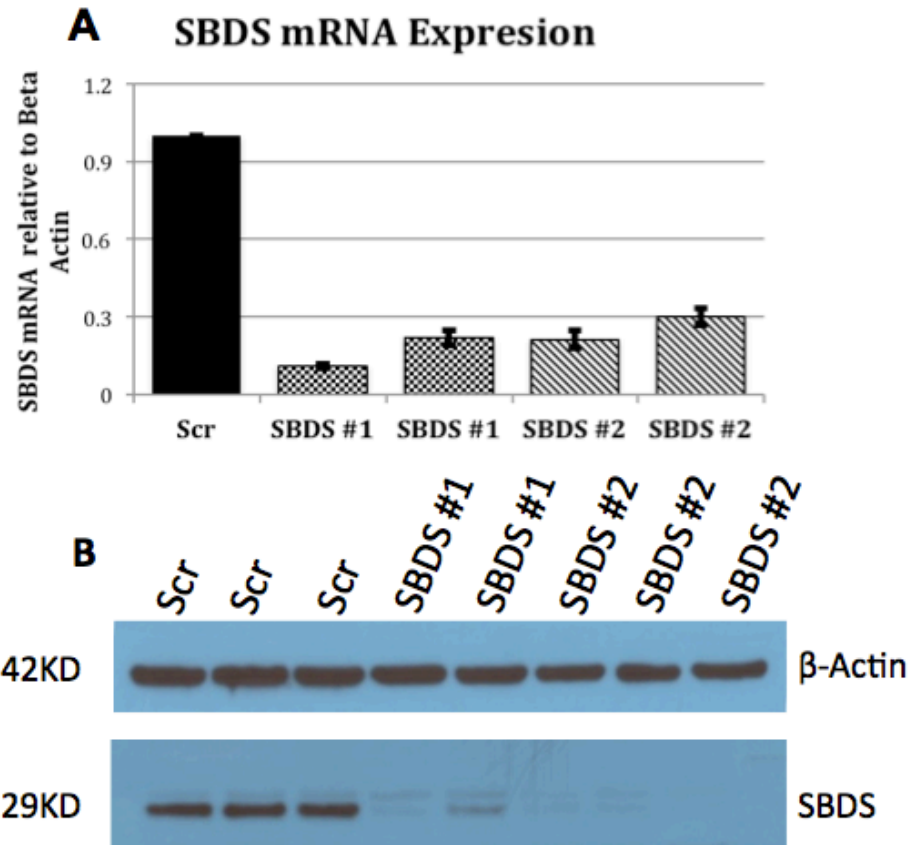 A
SBDS mRNA Expresion
SBDS mRNA relative to Beta
Actin
1.2
0.9
0.6
0.3
0
Scr SBDS #1 SBDS #1 SBDS #2 SBDS #2
B
Scr Scr Scr SBDS #1 SBDS #1 SBDS #2 SBDS #2 SBDS #2
42KD β-Actin
29KD SBDS